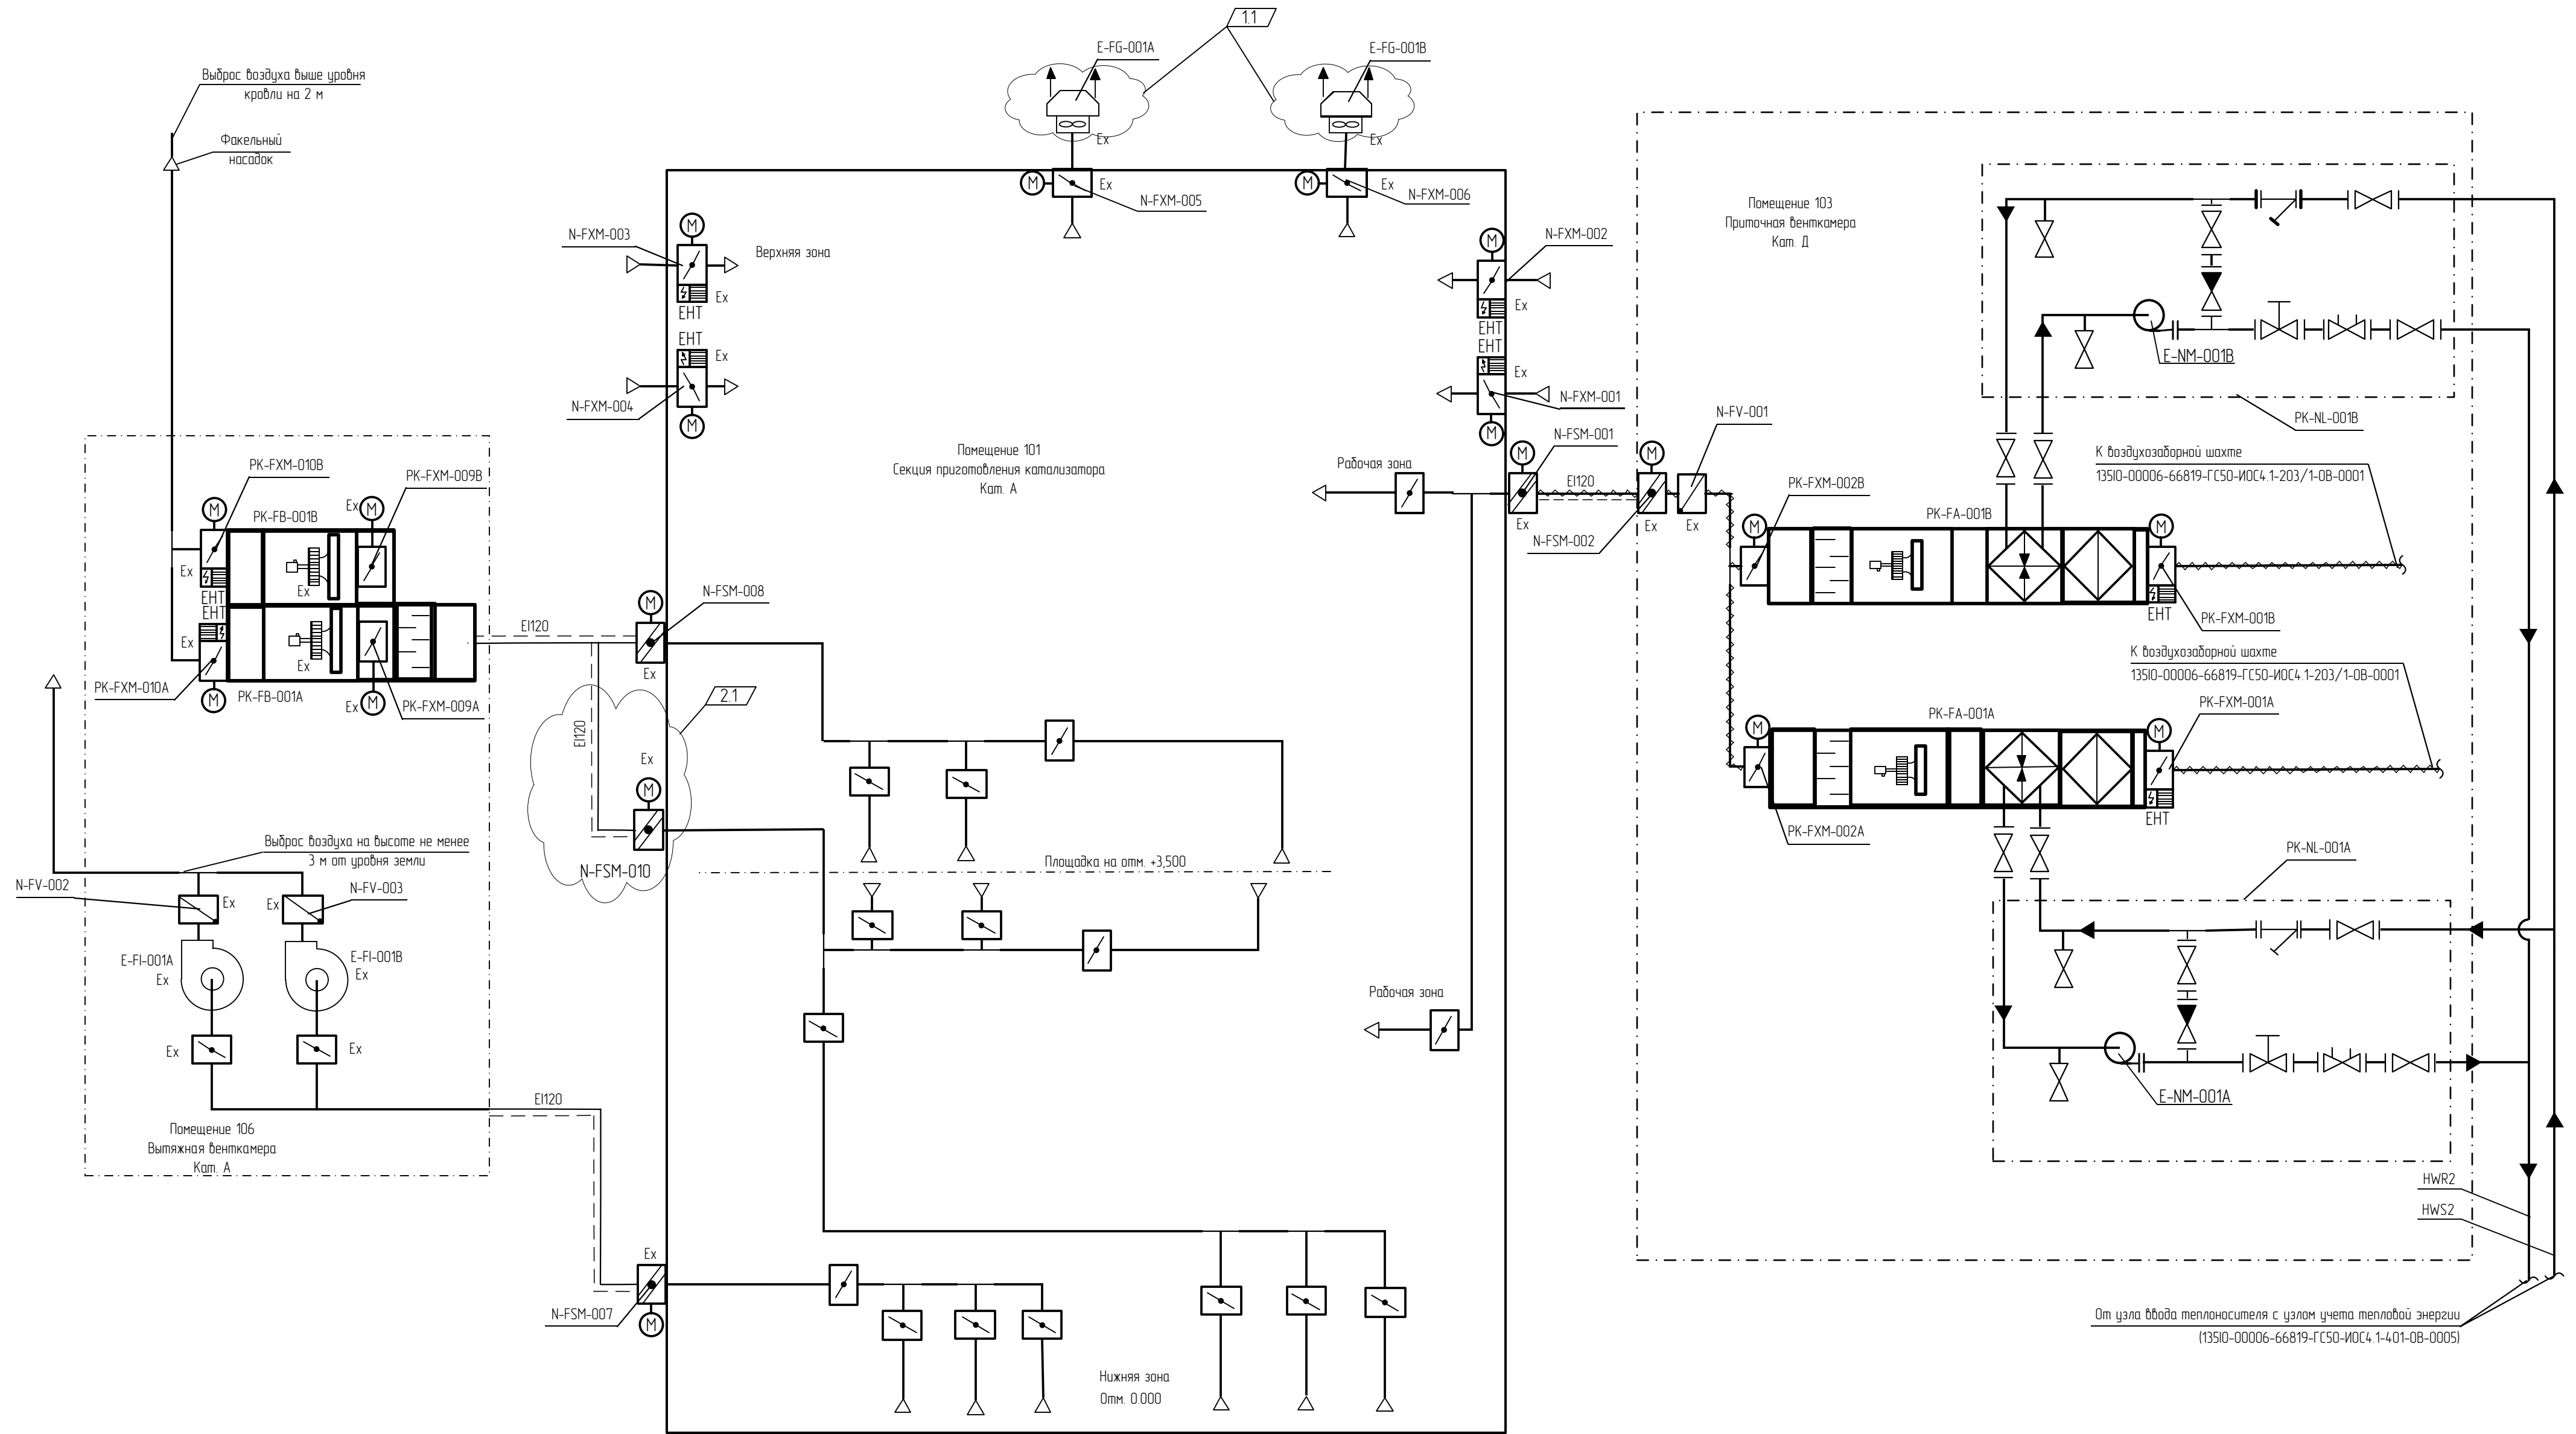 1.1
E-FG-001A
E-FG-001B
Выброс воздуха выше уровня
кровли на 2 м
Факельный
насадок
Ex
Ex
M
Ex
N-FXM-005
M
Ex
N-FXM-006
N-FXM-003
M
Верхняя зона
Ex
EHT
EHT
Ex
N-FXM-004
M
M
N-FXM-002
Ex
EHT
EHT
Ex
N-FXM-001
M
Помещение 101
Секция приготовления катализатора
Кат. А
Рабочая зона
M
N-FSM-001
Ex
EI120
M
N-FSM-002
Ex
N-FV-001
Ex
Помещение 103
Приточная венткамера
Кат. Д
E-NM-001B
PK-NL-001B
К воздухозаборной шахте
135IO-00006-66819-ГС50-ИОС4.1-203/1-ОВ-0001
PK-FXM-002B
M
PK-FA-001B
M
EHT
PK-FXM-001B
К воздухозаборной шахте
135IO-00006-66819-ГС50-ИОС4.1-203/1-ОВ-0001
PK-FXM-001A
M
PK-FA-001A
M
EHT
PK-FXM-002A
PK-NL-001A
E-NM-001A
HWR2
HWS2
От узла ввода теплоносителя с узлом учета тепловой энергии
(135IO-00006-66819-ГС50-ИОС4.1-401-ОВ-0005)
PK-FXM-010B
PK-FXM-009B
M
PK-FB-001B
Ex
M
Ex
Ex
EHT
EHT
Ex
Ex
PK-FXM-010A
M
PK-FB-001A
Ex
M
PK-FXM-009A
EI120
M
N-FSM-008
Ex
2.1
EI120
Ex
M
N-FSM-010
Площадка на отм. +3,500
Выброс воздуха на высоте не менее
3 м от уровня земли
N-FV-002
Ex
Ex
N-FV-003
E-FI-001A
Ex
E-FI-001B
Ex
Ex
Ex
Рабочая зона
EI120
Помещение 106
Вытяжная венткамера
Кат. А
Ex
N-FSM-007
M
Нижняя зона
Отм. 0.000